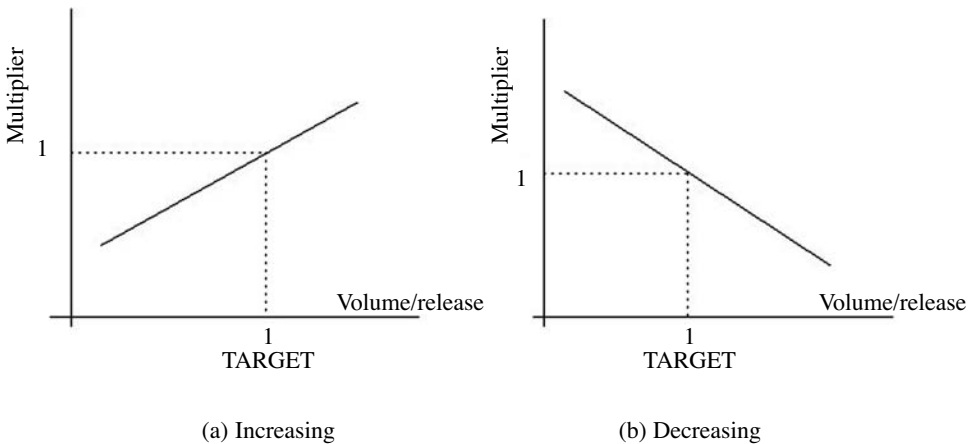 Multiplier
1
Volume/release
1
TARGET
(a) Increasing
Multiplier
1
Volume/release
1
TARGET
(b) Decreasing